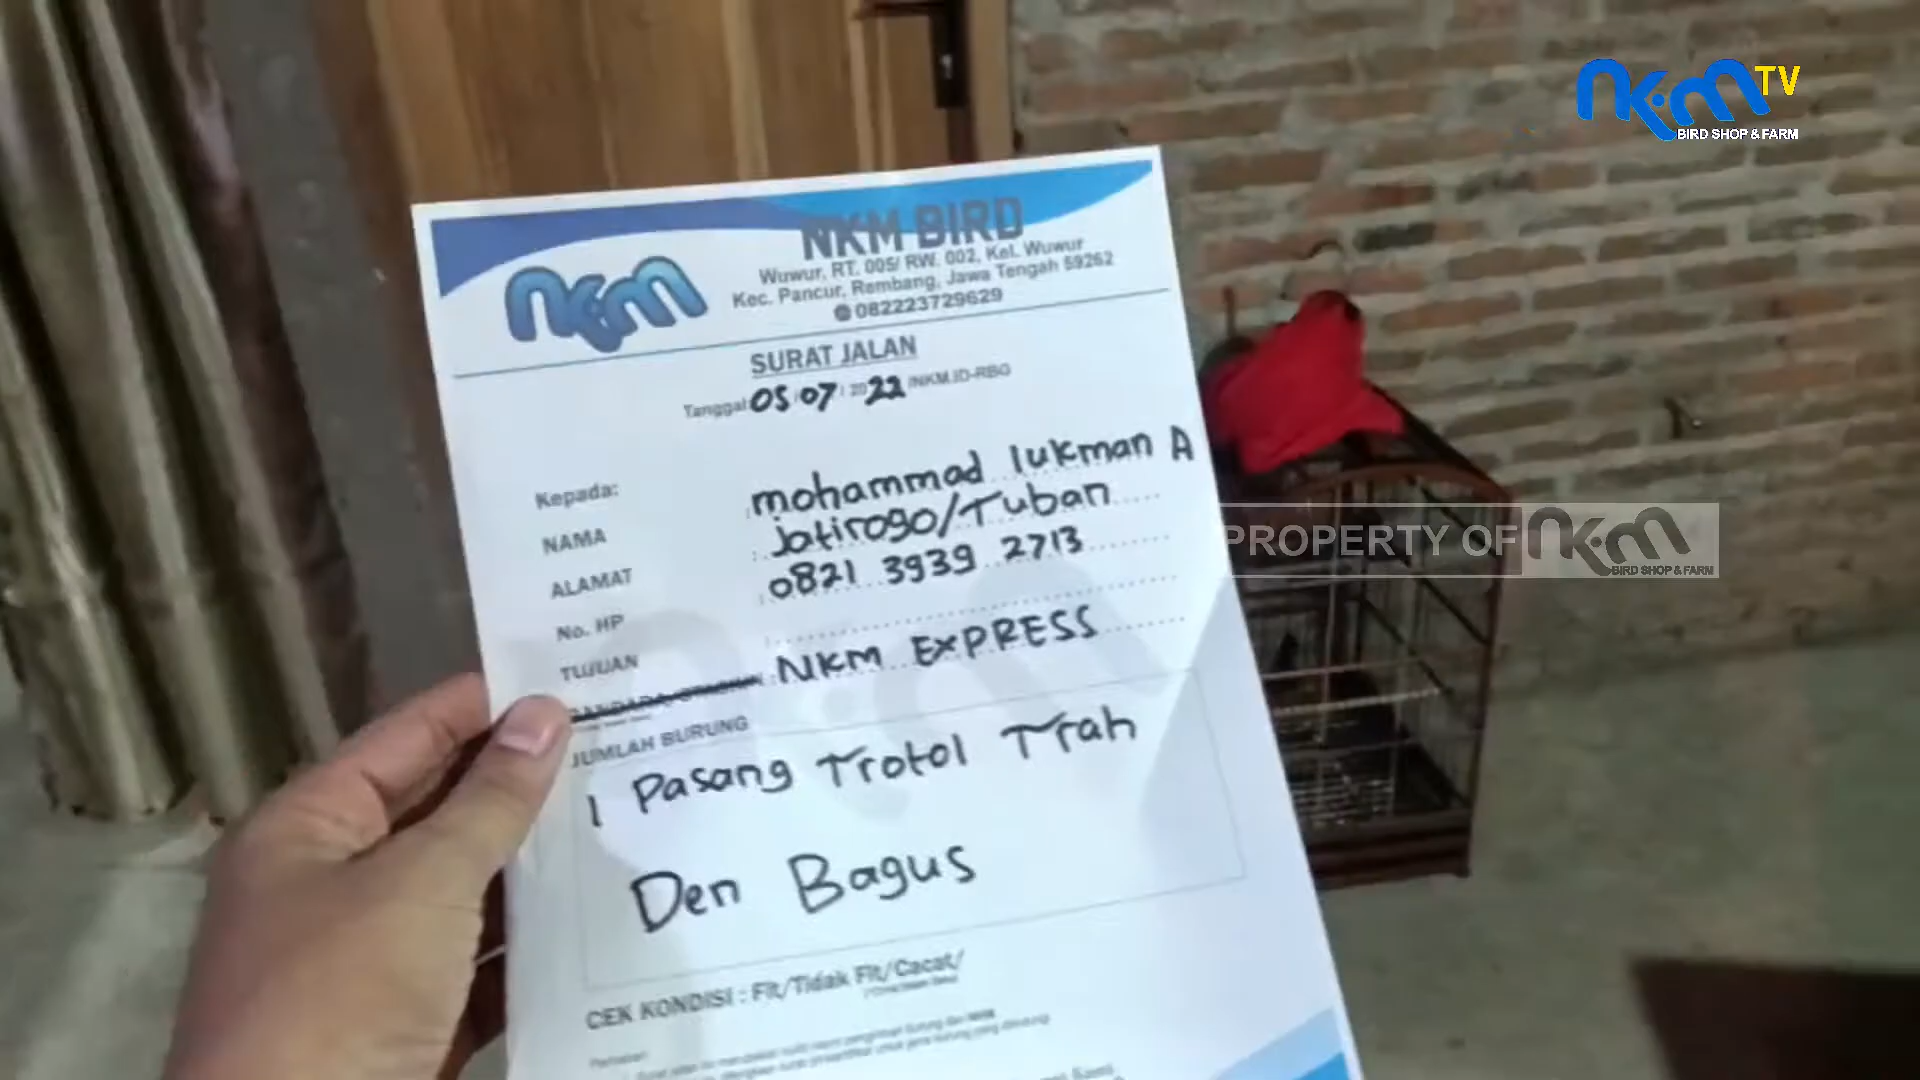 nkm TV
BIRD SHOP & FARM
NKM BIRD
nkm
Wuwur, RT. 005/ RW. 002, Kel. Wuwur
Kec. Pancur, Rembang, Jawa Tengah 59262
082223729629
SURAT JALAN
Tanggal 05 / 07 / 2022 /NKM.ID-RBG
Kepada:
NAMA : mohammad lukman A
ALAMAT : Jatirogo/Tuban
No. HP : 0821 3939 2713
TUJUAN
: NKM EXPRESS
JUMLAH BURUNG
1 Pasang Trotol Trah
Den Bagus
CEK KONDISI : Fit/Tidak Fit/Cacat/
PROPERTY OF nkm
BIRD SHOP & FARM